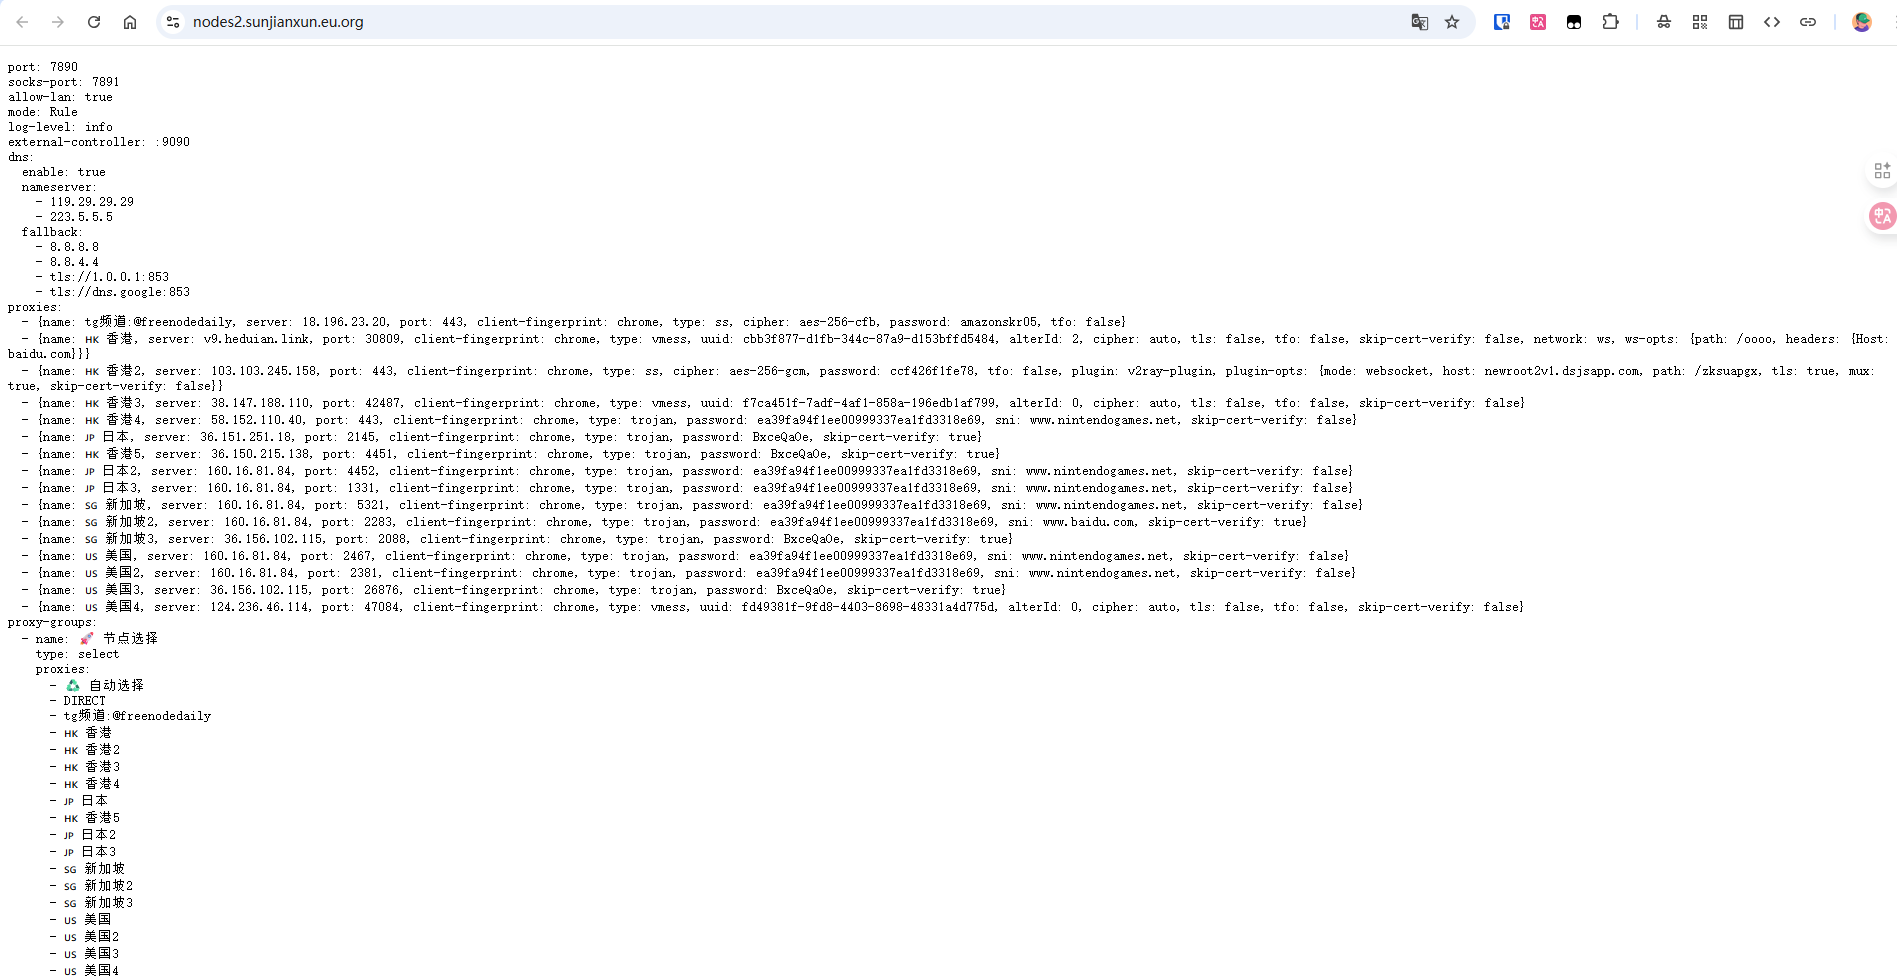 nodes2.sunjianxun.eu.org
port: 7890
socks-port: 7891
allow-lan: true
mode: Rule
log-level: info
external-controller: :9090
dns:
enable: true
nameserver:
- 119.29.29.29
- 223.5.5.5
fallback:
- 8.8.8.8
- 8.8.4.4
- tls://1.0.0.1:853
- tls://dns.google:853
proxies:
- {name: tg频道:@freenodedaily, server: 18.196.23.20, port: 443, client-fingerprint: chrome, type: ss, cipher: aes-256-cfb, password: amazonskr05, tfo: false}
- {name: HK 香港, server: v9.heduian.link, port: 30809, client-fingerprint: chrome, type: vmess, uuid: cbb3f877-d1fb-344c-87a9-d153bffd5484, alterId: 2, cipher: auto, tls: false, tfo: false, skip-cert-verify: false, network: ws, ws-opts: {path: /oooo, headers: {Host:
baidu.com}}}
- {name: HK 香港2, server: 103.103.245.158, port: 443, client-fingerprint: chrome, type: ss, cipher: aes-256-gcm, password: ccf426f1fe78, tfo: false, plugin: v2ray-plugin, plugin-opts: {mode: websocket, host: newroot2v1.dsjsapp.com, path: /zksuapgx, tls: true, mux:
true, skip-cert-verify: false}}
- {name: HK 香港3, server: 38.147.188.110, port: 42487, client-fingerprint: chrome, type: vmess, uuid: f7ca451f-7adf-4af1-858a-196edb1af799, alterId: 0, cipher: auto, tls: false, tfo: false, skip-cert-verify: false}
- {name: HK 香港4, server: 58.152.110.40, port: 443, client-fingerprint: chrome, type: trojan, password: ea39fa94f1ee00999337ea1fd3318e69, sni: www.nintendogames.net, skip-cert-verify: false}
- {name: JP 日本, server: 36.151.251.18, port: 2145, client-fingerprint: chrome, type: trojan, password: BxceQaOe, skip-cert-verify: true}
- {name: HK 香港5, server: 36.150.215.138, port: 4451, client-fingerprint: chrome, type: trojan, password: BxceQaOe, skip-cert-verify: true}
- {name: JP 日本2, server: 160.16.81.84, port: 4452, client-fingerprint: chrome, type: trojan, password: ea39fa94f1ee00999337ea1fd3318e69, sni: www.nintendogames.net, skip-cert-verify: false}
- {name: JP 日本3, server: 160.16.81.84, port: 1331, client-fingerprint: chrome, type: trojan, password: ea39fa94f1ee00999337ea1fd3318e69, sni: www.nintendogames.net, skip-cert-verify: false}
- {name: SG 新加坡, server: 160.16.81.84, port: 5321, client-fingerprint: chrome, type: trojan, password: ea39fa94f1ee00999337ea1fd3318e69, sni: www.nintendogames.net, skip-cert-verify: false}
- {name: SG 新加坡2, server: 160.16.81.84, port: 2283, client-fingerprint: chrome, type: trojan, password: ea39fa94f1ee00999337ea1fd3318e69, sni: www.baidu.com, skip-cert-verify: true}
- {name: SG 新加坡3, server: 36.156.102.115, port: 2088, client-fingerprint: chrome, type: trojan, password: BxceQaOe, skip-cert-verify: true}
- {name: US 美国, server: 160.16.81.84, port: 2467, client-fingerprint: chrome, type: trojan, password: ea39fa94f1ee00999337ea1fd3318e69, sni: www.nintendogames.net, skip-cert-verify: false}
- {name: US 美国2, server: 160.16.81.84, port: 2381, client-fingerprint: chrome, type: trojan, password: ea39fa94f1ee00999337ea1fd3318e69, sni: www.nintendogames.net, skip-cert-verify: false}
- {name: US 美国3, server: 36.156.102.115, port: 26876, client-fingerprint: chrome, type: trojan, password: BxceQaOe, skip-cert-verify: true}
- {name: US 美国4, server: 124.236.46.114, port: 47084, client-fingerprint: chrome, type: vmess, uuid: fd49381f-9fd8-4403-8698-48331a4d775d, alterId: 0, cipher: auto, tls: false, tfo: false, skip-cert-verify: false}
proxy-groups:
- name: 🚀 节点选择
type: select
proxies:
- ♻️ 自动选择
- DIRECT
- tg频道:@freenodedaily
- HK 香港
- HK 香港2
- HK 香港3
- HK 香港4
- JP 日本
- HK 香港5
- JP 日本2
- JP 日本3
- SG 新加坡
- SG 新加坡2
- SG 新加坡3
- US 美国
- US 美国2
- US 美国3
- US 美国4